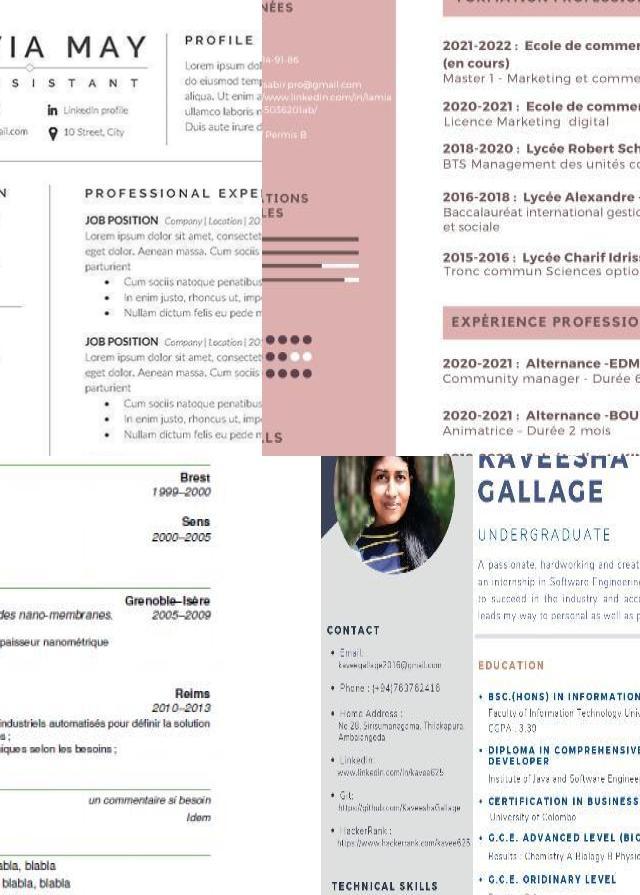 VIA MAY
SISTANT
LinkedIn profile
ail.com
10 Street, City
PROFILE
Lorem ipsum dol
do eiusmod temp
aliqua. Ut enim a
ullamco laboris n
Duis aute irure d
N
PROFESSIONAL EXPE
JOB POSITION Company | Location | 20
Lorem ipsum dolor sit amet, consectet
eget dolor. Aenean massa. Cum sociis
parturient
• Cum sociis natoque penatibus
• In enim justo, rhoncus ut, imp
• Nullam dictum felis eu pede m
JOB POSITION Company | Location | 20
Lorem ipsum dolor sit amet, consectet
eget dolor. Aenean massa. Cum sociis
parturient
• Cum sociis natoque penatibus
• In enim justo, rhoncus ut, imp
• Nullam dictum felis eu pede m
NÉES
4-91-86
sabir.pro@gmail.com
/www.linkedin.com/in/lamia
5036201ab/
Permis B
TIONS
LES
LS
FORMATION PROFESSION
2021-2022 : Ecole de commer
(en cours)
Master 1 - Marketing et comme
2020-2021 : Ecole de comme
Licence Marketing digital
2018-2020 : Lycée Robert Sch
BTS Management des unités co
2016-2018 : Lycée Alexandre -
Baccalauréat international gestio
et sociale
2015-2016 : Lycée Charif Idriss
Tronc commun Sciences optio
EXPÉRIENCE PROFESSIO
2020-2021 : Alternance -EDM
Community manager - Durée 6
2020-2021 : Alternance -BOU
Animatrice - Durée 2 mois
Brest
1999–2000
Sens
2000–2005
Grenoble–Isère
des nano-membranes. 2005–2009
paisseur nanométrique
Reims
2010–2013
industriels automatisés pour définir la solution
s ;
iques selon les besoins ;
un commentaire si besoin
Idem
abla, blabla
a blabla, blabla
KAVEESHA
GALLAGE
UNDERGRADUATE
A passionate, hardworking and creat
an internship in Software Engineering
to succeed in the industry and acc
leads my way to personal as well as p
CONTACT
• Email:
kaveegallage2016@gmail.com
• Phone : (+94)763762416
• Home Address :
No 28, Sirisumanagama, Thilakapura,
Ambalangoda
• Linkedin:
www.linkedin.com/in/kavee625
• Git:
https://github.com/KaveeshaGallage
• HackerRank :
https://www.hackerrank.com/kavee625
TECHNICAL SKILLS
EDUCATION
• BSC.(HONS) IN INFORMATION
Faculty of Information Technology Univ
CGPA : 3.30
• DIPLOMA IN COMPREHENSIVE
DEVELOPER
Institute of Java and Software Enginee
• CERTIFICATION IN BUSINESS
University of Colombo
• G.C.E. ADVANCED LEVEL (BIO
Results : Chemistry A Biology B Physic
• G.C.E. ORIDINARY LEVEL